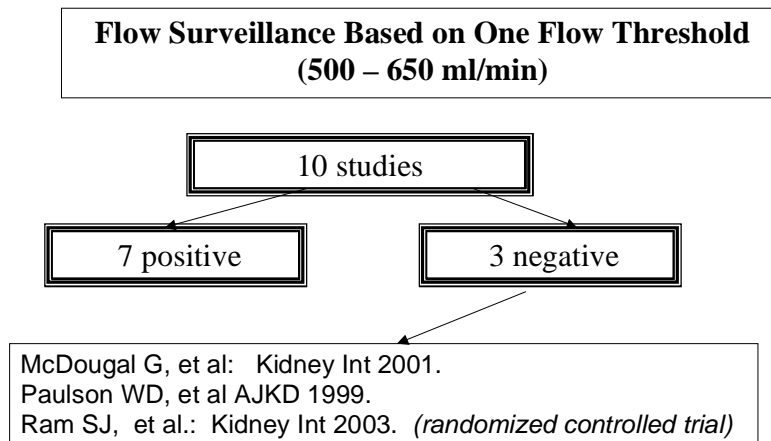 Flow Surveillance Based on One Flow Threshold
(500 – 650 ml/min)
10 studies
7 positive
3 negative
McDougal G, et al: Kidney Int 2001.
Paulson WD, et al AJKD 1999.
Ram SJ, et al.: Kidney Int 2003. (randomized controlled trial)